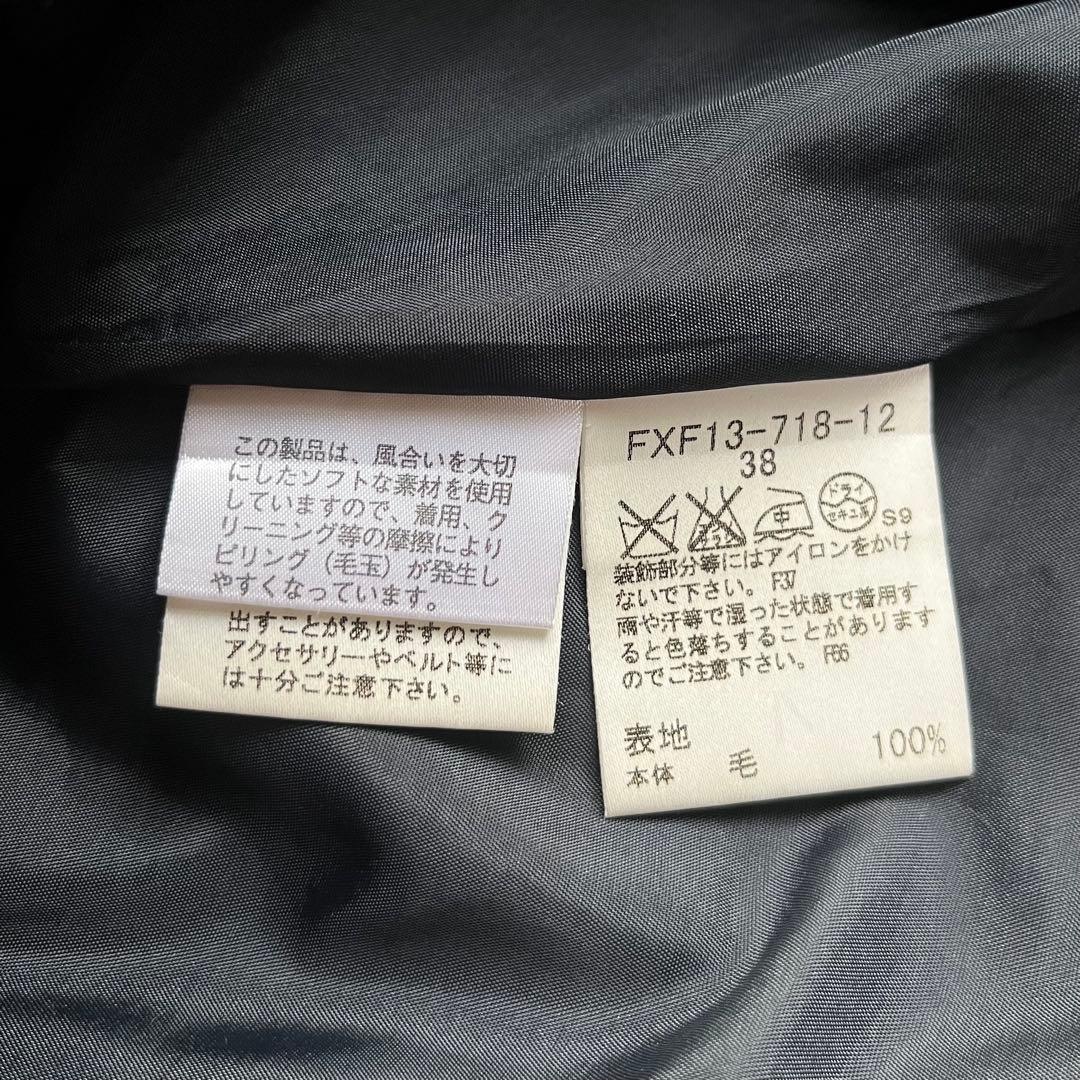 この製品は、風合いを大切
にしたソフトな素材を使用
していますので、着用、ク
リーニング等の摩擦により
ピリング（毛玉）が発生し
やすくなっています。
出すことがありますので、
アクセサリーやベルト等に
は十分ご注意下さい。
FXF13-718-12
38
中
ドライ
セキユ系
S9
装飾部分等にはアイロンをかけ
ないで下さい。 F37
雨や汗等で湿った状態で着用す
ると色落ちすることがあります
のでご注意下さい。 F66
表地
本体 毛 100%